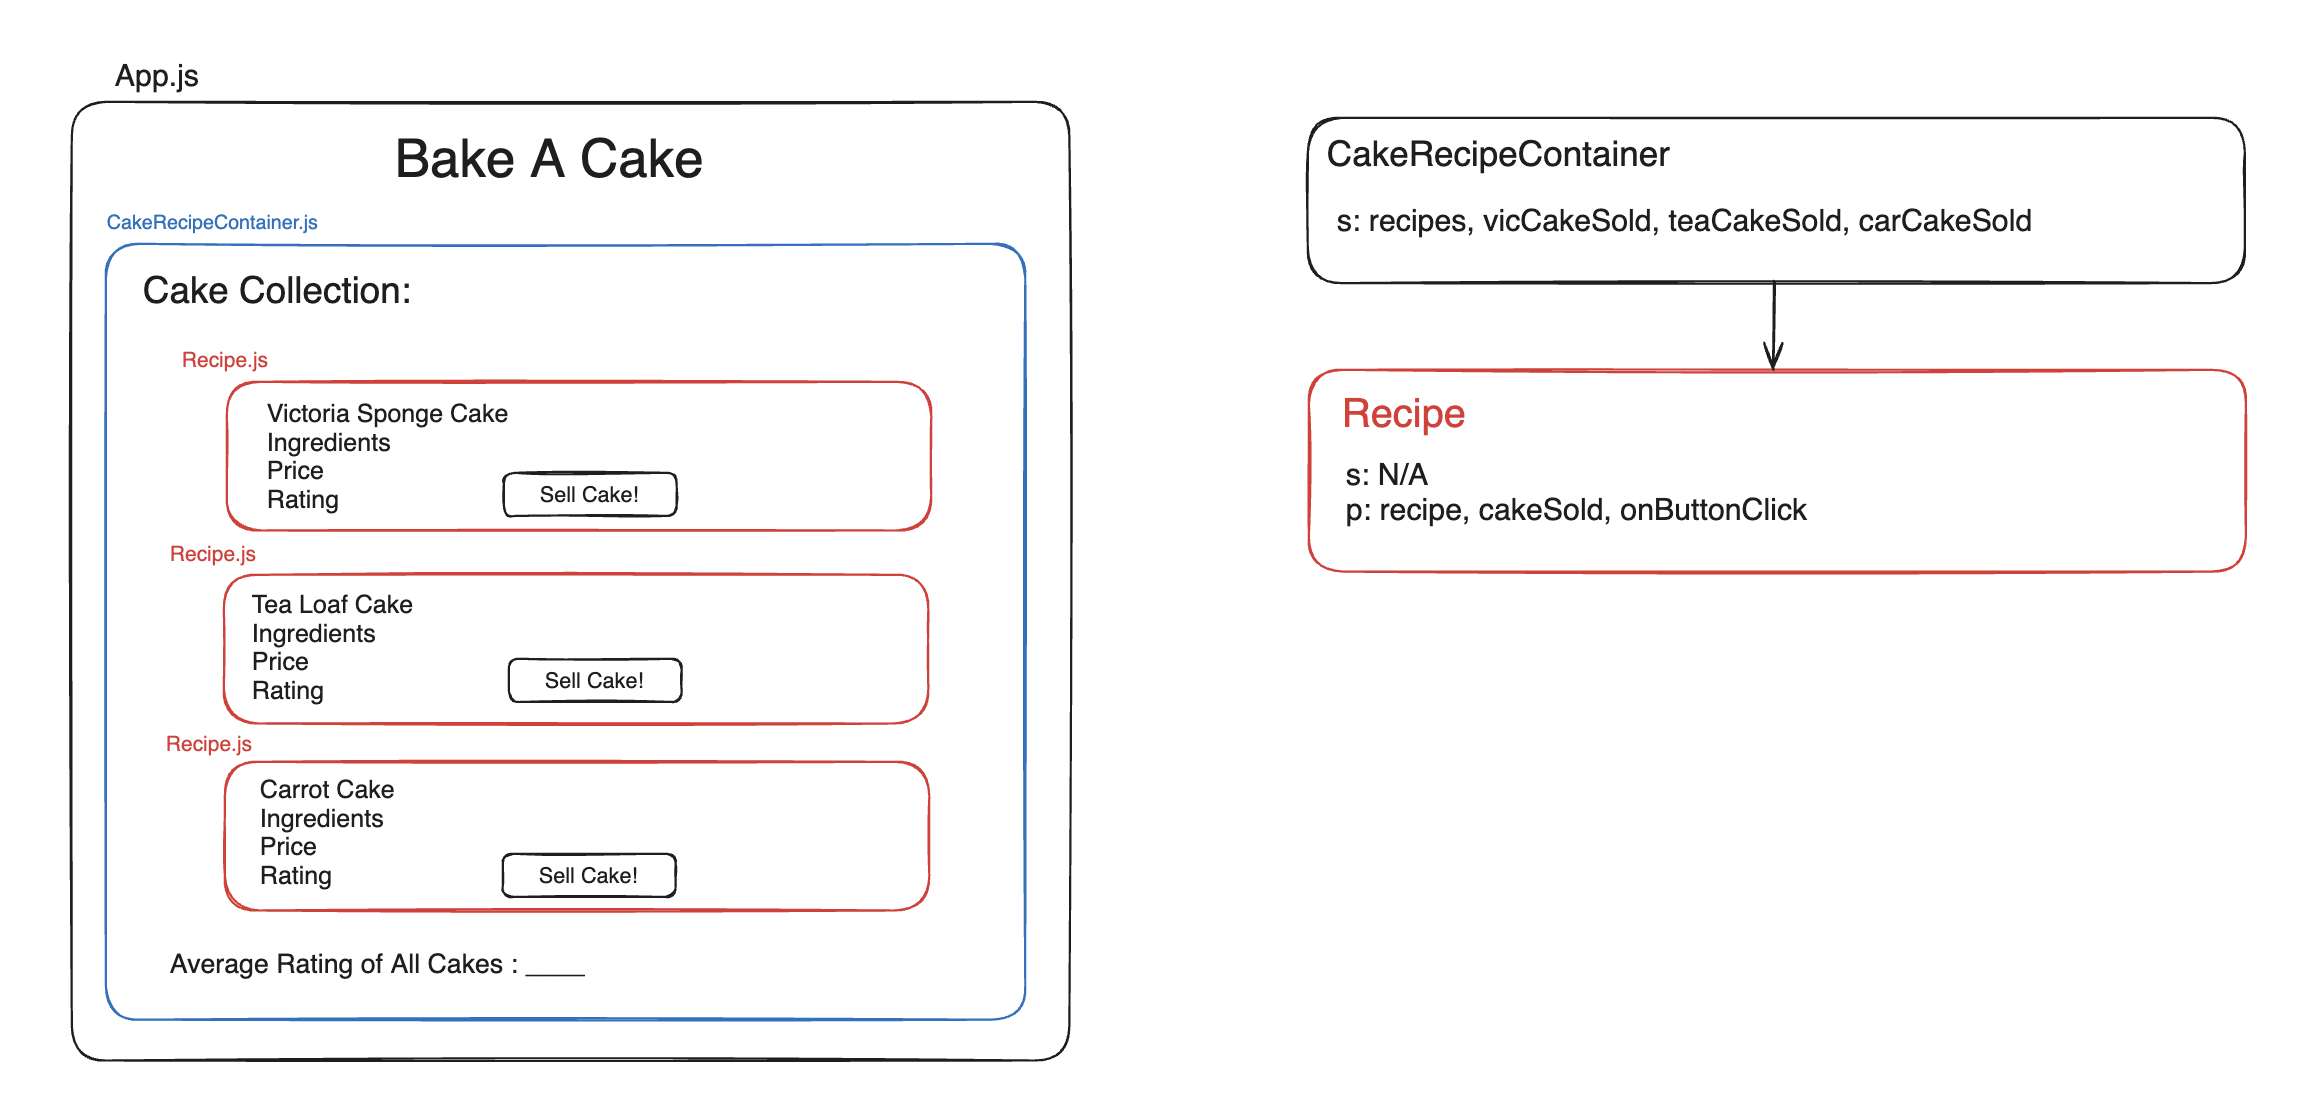 App.js
Bake A Cake
CakeRecipeContainer.js
Cake Collection:
Recipe.js
Victoria Sponge Cake
Ingredients
Price
Rating
Sell Cake!
Recipe.js
Tea Loaf Cake
Ingredients
Price
Rating
Sell Cake!
Recipe.js
Carrot Cake
Ingredients
Price
Rating
Sell Cake!
Average Rating of All Cakes : ____
CakeRecipeContainer
s: recipes, vicCakeSold, teaCakeSold, carCakeSold
Recipe
s: N/A
p: recipe, cakeSold, onButtonClick